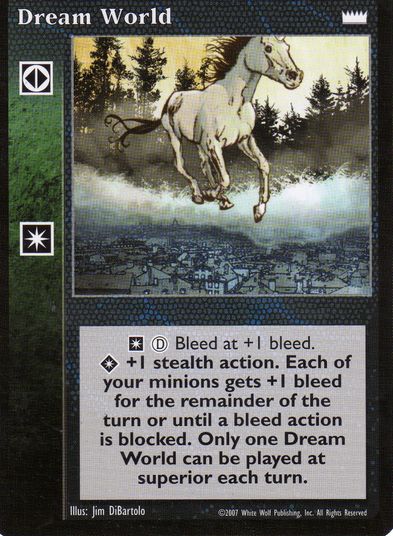 Dream World
D Bleed at +1 bleed.
+1 stealth action. Each of
your minions gets +1 bleed
for the remainder of the
turn or until a bleed action
is blocked. Only one Dream
World can be played at
superior each turn.
Illus: Jim DiBartolo
©2007 White Wolf Publishing, Inc. All Rights Reserved